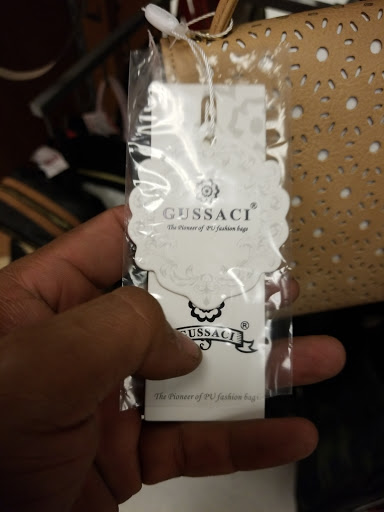 GUSSACI®
The Pioneer of PU fashion bags
GUSSACI®
The Pioneer of PU fashion bags